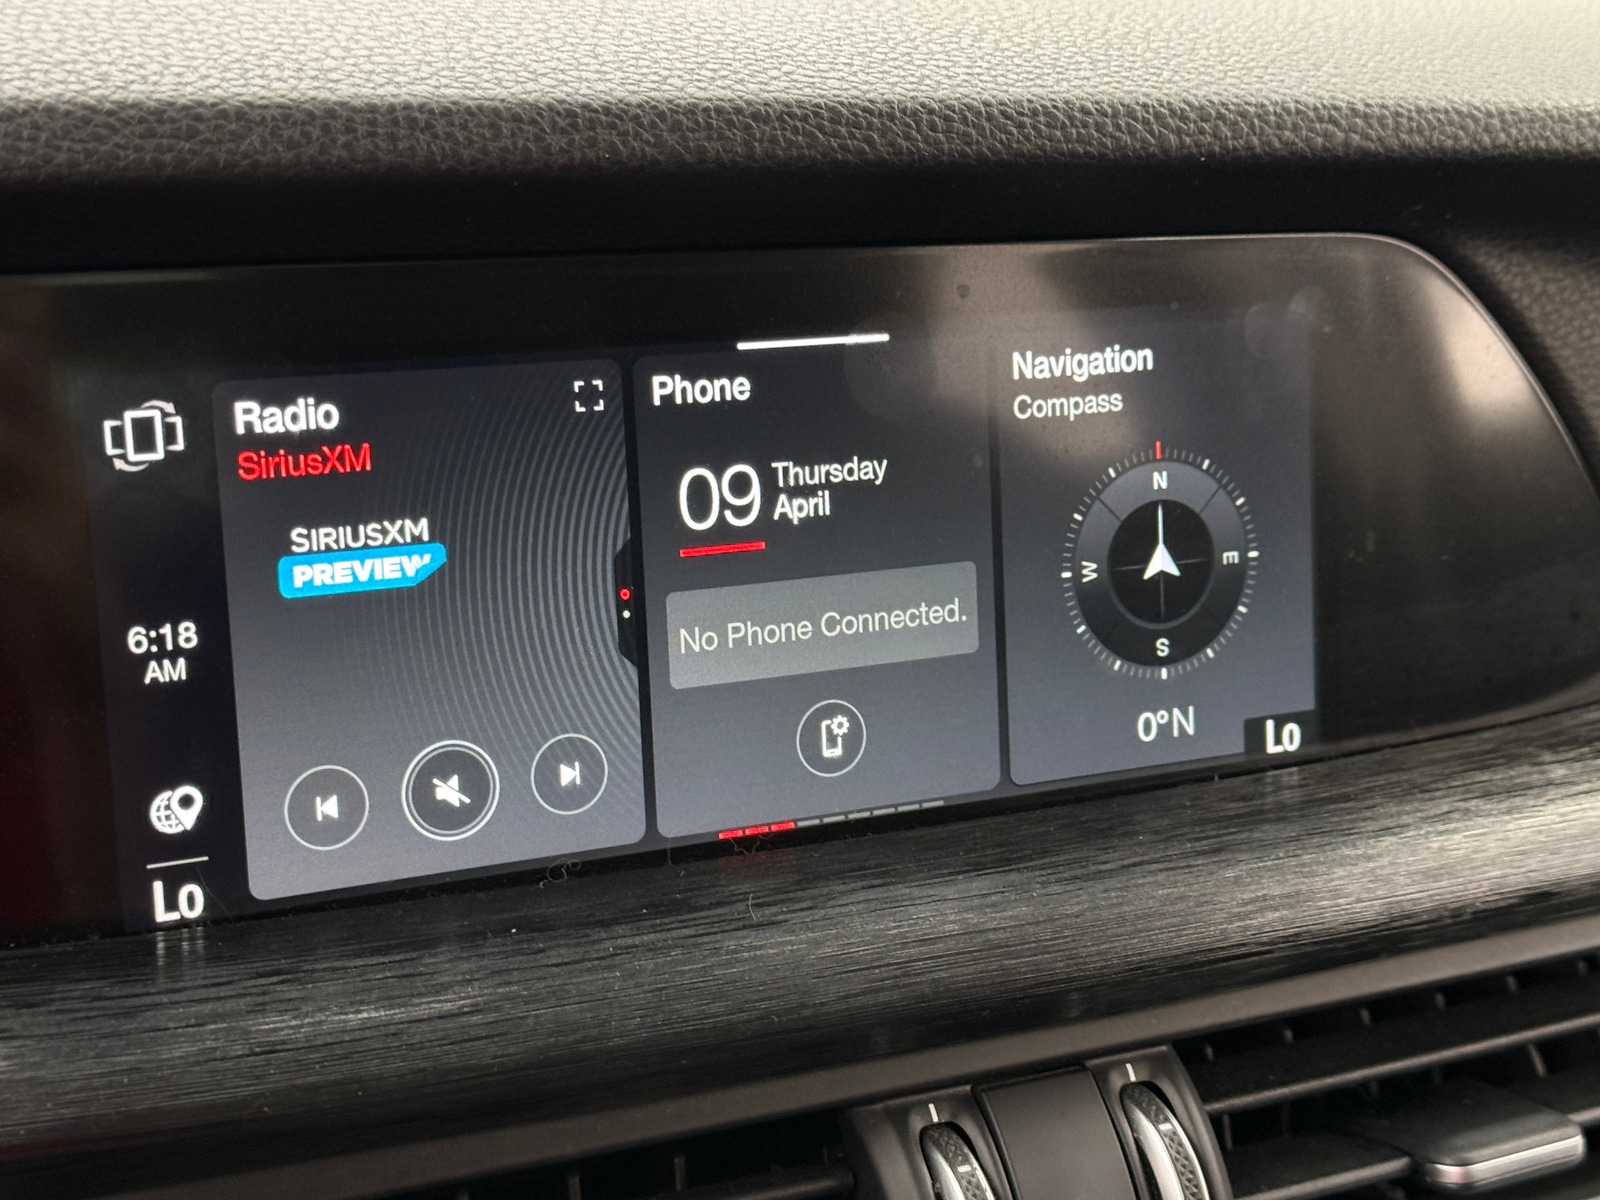 Radio
SiriusXM
SIRIUSXM
PREVIEW
6:18
AM
Lo
Phone
09
Thursday
April
No Phone Connected.
Navigation
Compass
N
W
E
S
0°N
Lo